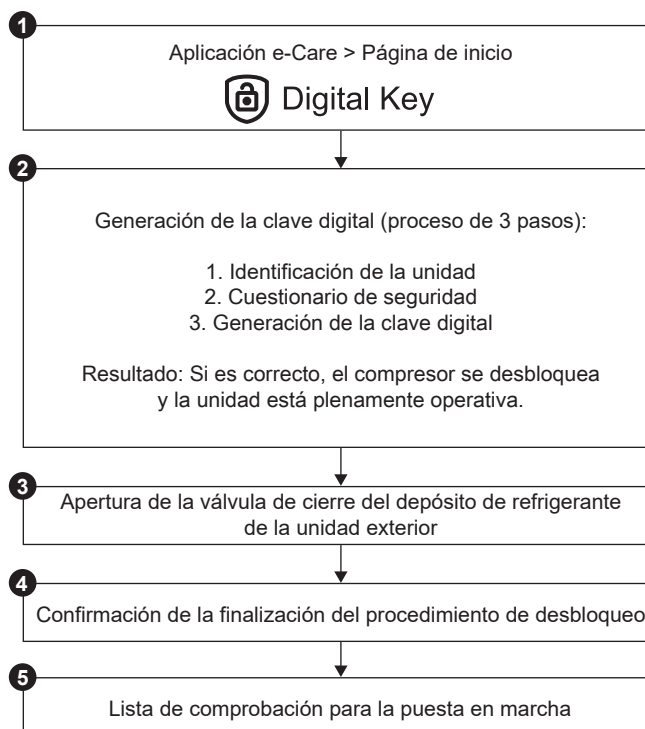 1
Aplicación e-Care > Página de inicio
Digital Key
2
Generación de la clave digital (proceso de 3 pasos):
1. Identificación de la unidad
2. Cuestionario de seguridad
3. Generación de la clave digital
Resultado: Si es correcto, el compresor se desbloquea
y la unidad está plenamente operativa.
3
Apertura de la válvula de cierre del depósito de refrigerante
de la unidad exterior
4
Confirmación de la finalización del procedimiento de desbloqueo
5
Lista de comprobación para la puesta en marcha